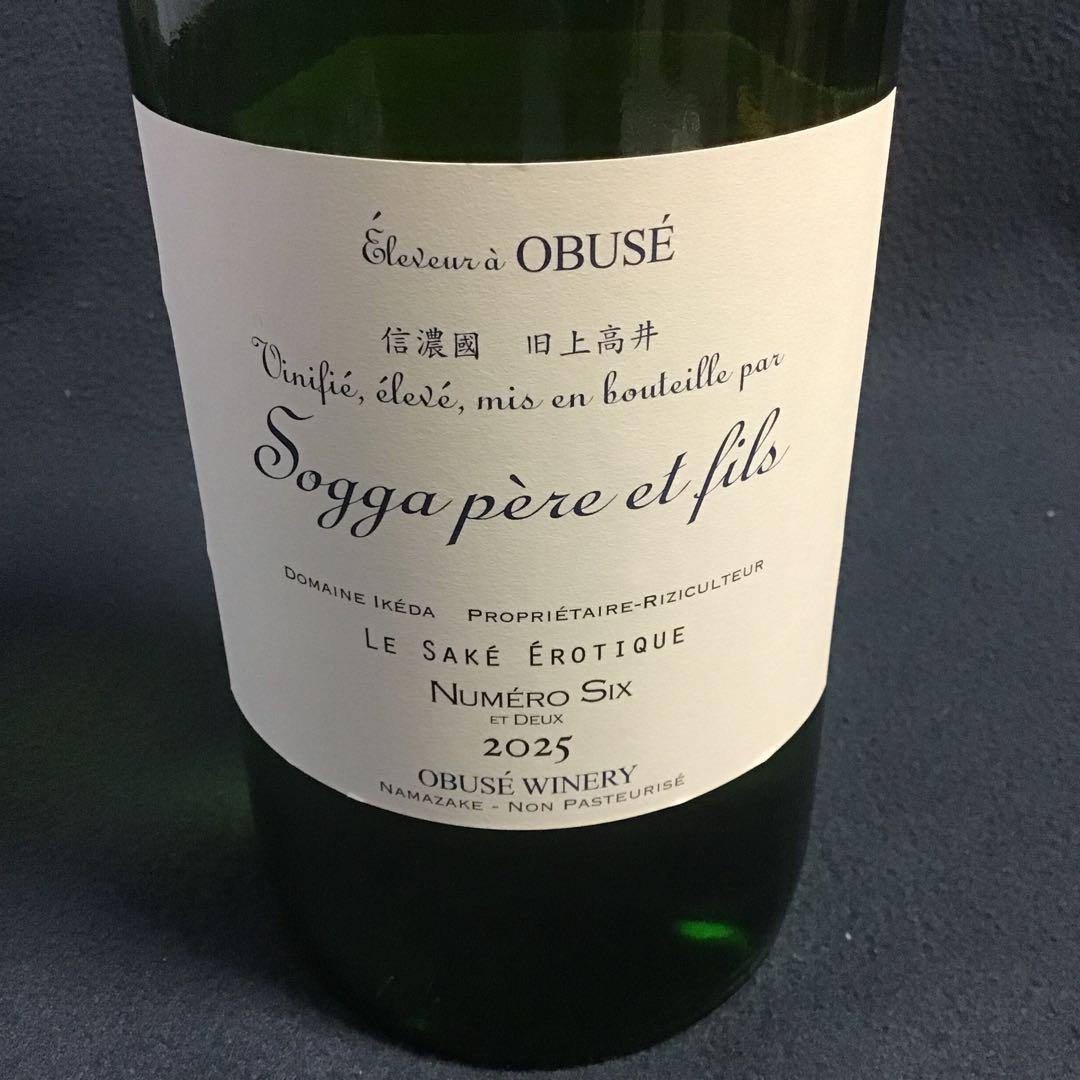 Éleveur à OBUSÉ
信濃國 旧上高井
Vinifié, élevé, mis en bouteille par
Sogga père et fils
DOMAINE IKÉDA PROPRIÉTAIRE-RIZICULTEUR
LE SAKÉ ÉROTIQUE
NUMÉRO SIX
ET DEUX
2025
OBUSÉ WINERY
NAMAZAKE - NON PASTEURISÉ